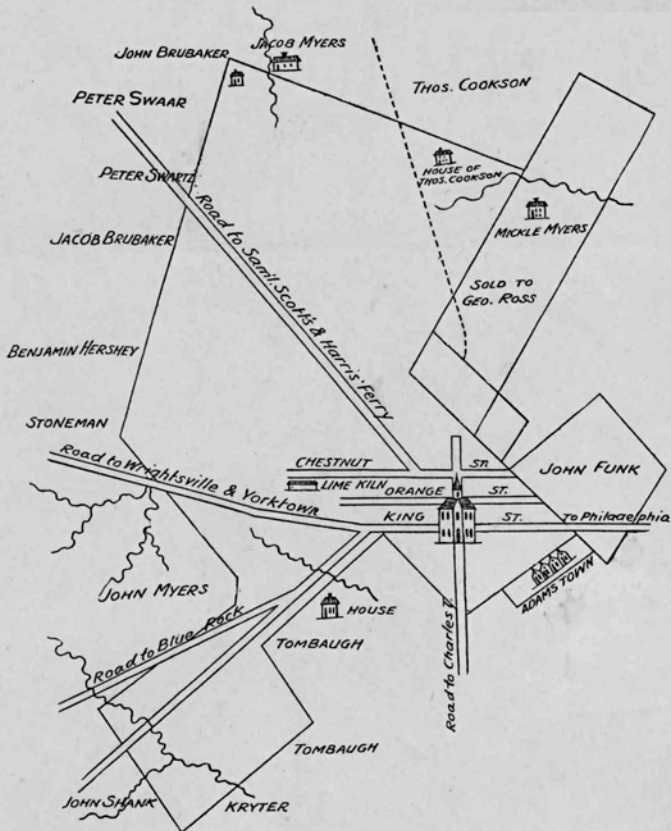 JOHN BRUBAKER
JACOB MYERS
THOS. COOKSON
PETER SWAAR
HOUSE OF
THOS. COOKSON
PETER SWARTZ
MICKLE MYERS
JACOB BRUBAKER
Road to Saml. Scott's & Harris' Ferry
SOLD TO
GEO. ROSS
BENJAMIN HERSHEY
STONEMAN
Road to Wrightsville & Yorktown
CHESTNUT ST.
JOHN FUNK
LIME KILN
ORANGE ST.
KING ST.
To Philadelphia
ADAMSTOWN
JOHN MYERS
HOUSE
TOMBAUGH
Road to Blue Rock
Road to Charles T.
TOMBAUGH
JOHN SHANK
KRYTER